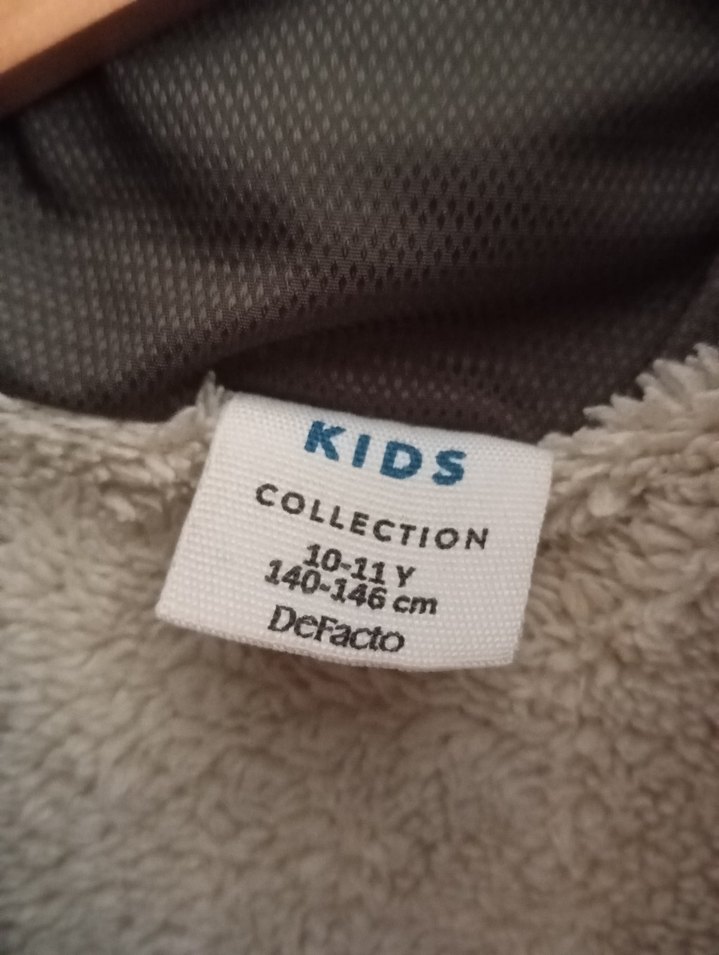 KIDS
COLLECTION
10-11 Y
140-146 cm
DeFacto